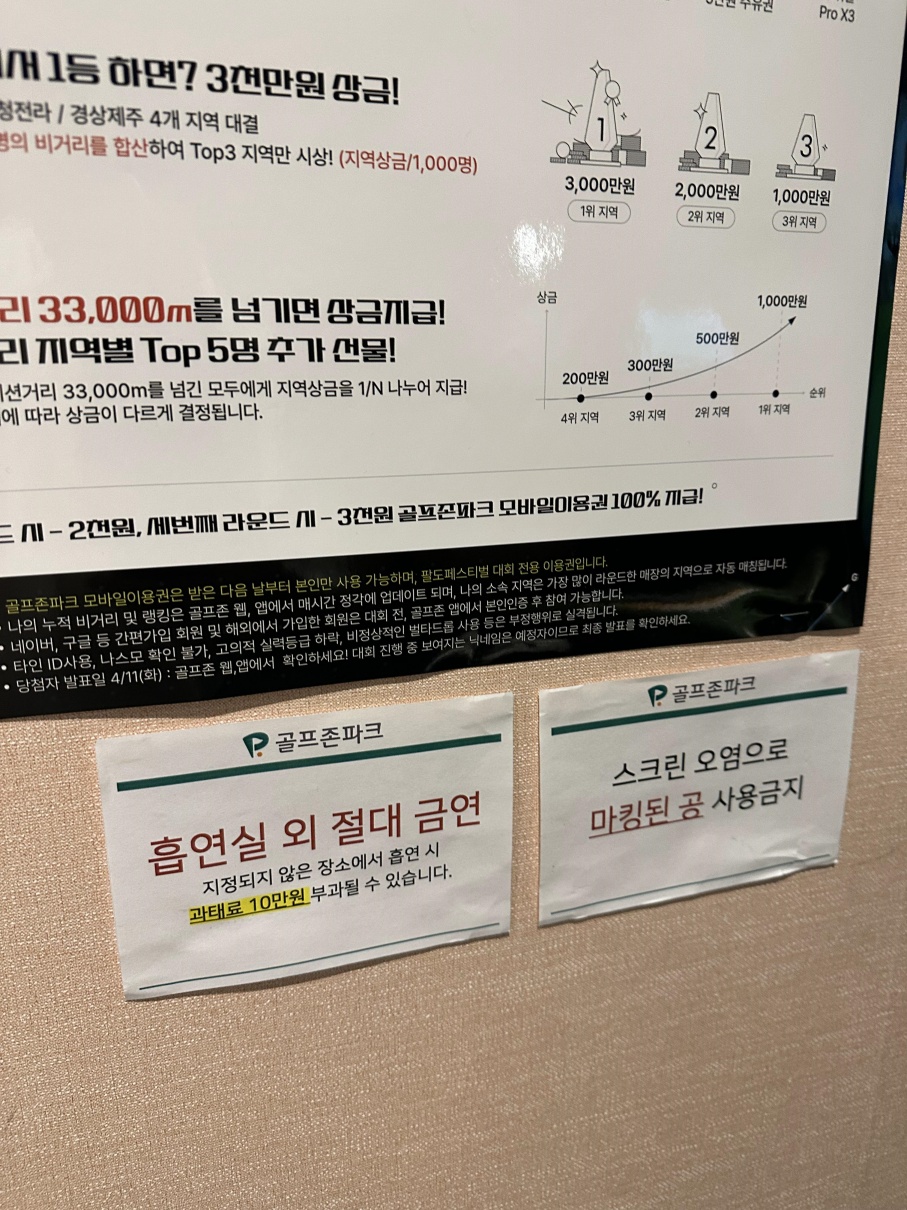 Pro X3
1등 하면? 3천만원 상금!
청전라 / 경상제주 4개 지역 대결
명의 비거리를 합산하여 Top3 지역만 시상! (지역상금/1,000명)
1
2
3
3,000만원
2,000만원
1,000만원
1위 지역
2위 지역
3위 지역
리 33,000m를 넘기면 상금지급!
리 지역별 Top 5명 추가 선물!
션거리 33,000m를 넘긴 모두에게 지역상금을 1/N 나누어 지급!
에 따라 상금이 다르게 결정됩니다.
상금
1,000만원
500만원
300만원
200만원
순위
4위 지역
3위 지역
2위 지역
1위 지역
드 시 - 2천원, 세번째 라운드 시 - 3천원 골프존파크 모바일이용권 100% 지급!
골프존파크 모바일이용권은 받은 다음 날부터 본인만 사용 가능하며, 팔도페스티벌 대회 전용 이용권입니다.
• 나의 누적 비거리 및 랭킹은 골프존 웹, 앱에서 매시간 정각에 업데이트 되며, 나의 소속 지역은 가장 많이 라운드한 매장의 지역으로 자동 매칭됩니다.
• 네이버, 구글 등 간편가입 회원 및 해외에서 가입한 회원은 대회 전, 골프존 앱에서 본인인증 후 참여 가능합니다.
• 타인 ID사용, 나스모 확인 불가, 고의적 실력등급 하락, 비정상적인 벌타드롭 사용 등은 부정행위로 실격됩니다.
• 당첨자 발표일 4/11(화) : 골프존 웹,앱에서 확인하세요! 대회 진행 중 보여지는 닉네임은 예정자이므로 최종 발표를 확인하세요.
골프존파크
흡연실 외 절대 금연
지정되지 않은 장소에서 흡연 시
과태료 10만원 부과될 수 있습니다.
골프존파크
스크린 오염으로
마킹된 공 사용금지